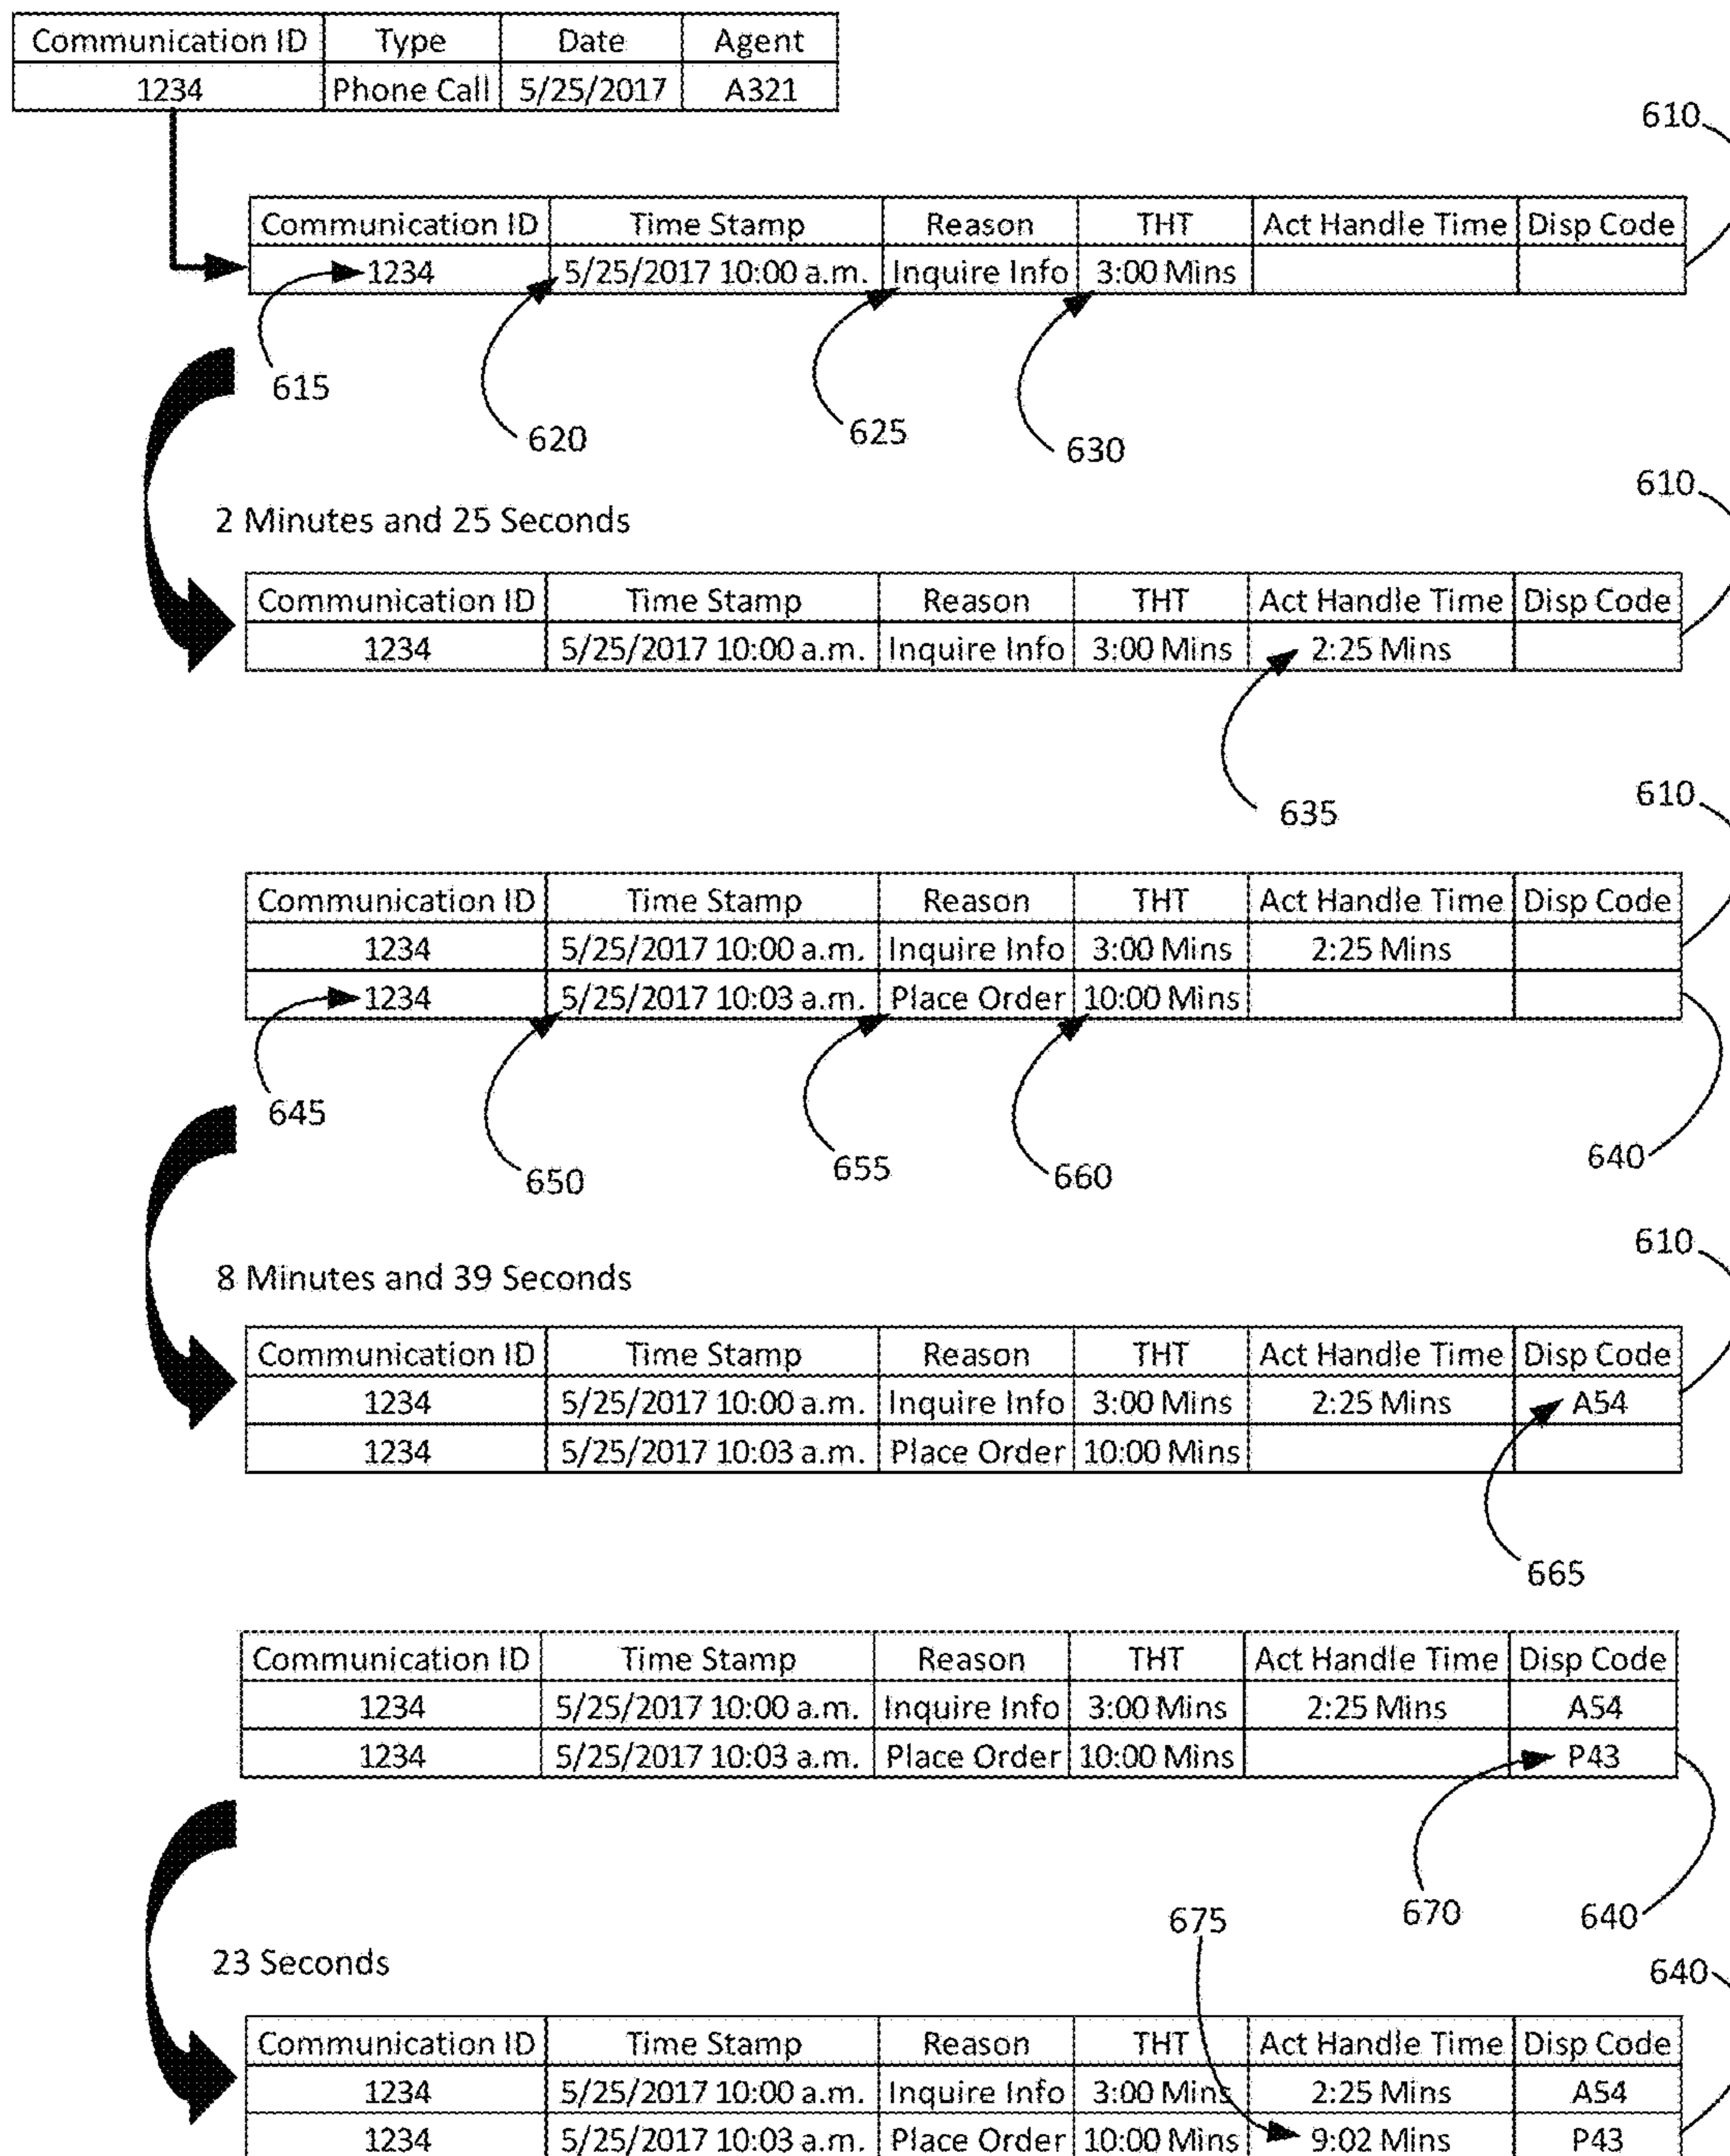 Communication ID Type Date Agent
1234 Phone Call 5/25/2017 A321
610
Communication ID Time Stamp Reason THT Act Handle Time Disp Code
1234 5/25/2017 10:00 a.m. Inquire Info 3:00 Mins
615
620
625
630
610
2 Minutes and 25 Seconds
Communication ID Time Stamp Reason THT Act Handle Time Disp Code
1234 5/25/2017 10:00 a.m. Inquire Info 3:00 Mins 2:25 Mins
635
610
Communication ID Time Stamp Reason THT Act Handle Time Disp Code
1234 5/25/2017 10:00 a.m. Inquire Info 3:00 Mins 2:25 Mins
1234 5/25/2017 10:03 a.m. Place Order 10:00 Mins
645
650
655
660
640
610
8 Minutes and 39 Seconds
Communication ID Time Stamp Reason THT Act Handle Time Disp Code
1234 5/25/2017 10:00 a.m. Inquire Info 3:00 Mins 2:25 Mins A54
1234 5/25/2017 10:03 a.m. Place Order 10:00 Mins
665
Communication ID Time Stamp Reason THT Act Handle Time Disp Code
1234 5/25/2017 10:00 a.m. Inquire Info 3:00 Mins 2:25 Mins A54
1234 5/25/2017 10:03 a.m. Place Order 10:00 Mins P43
675
670
640
23 Seconds
640
Communication ID Time Stamp Reason THT Act Handle Time Disp Code
1234 5/25/2017 10:00 a.m. Inquire Info 3:00 Mins 2:25 Mins A54
1234 5/25/2017 10:03 a.m. Place Order 10:00 Mins 9:02 Mins P43